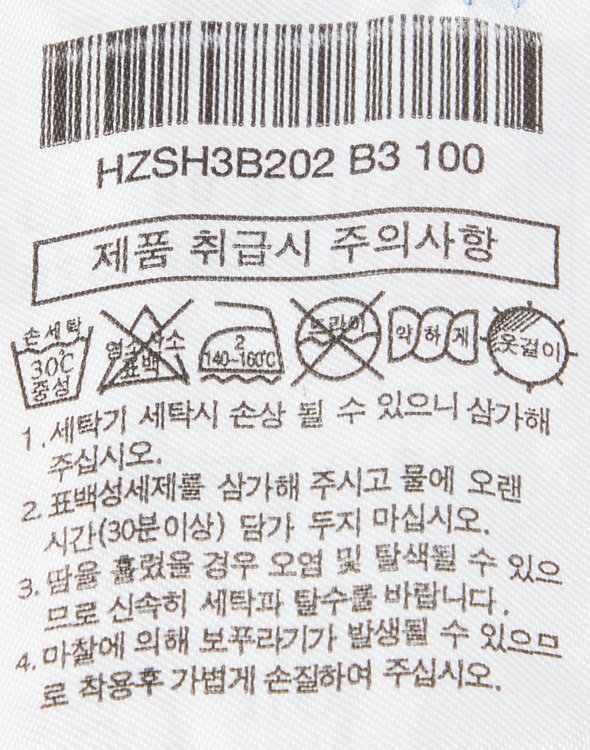 HZSH3B202 B3 100
제품 취급시 주의사항
손세탁
30℃
중성
염소산소
표백
2
140~160℃
드라이
약하게
옷걸이
1.세탁기 세탁시 손상 될 수 있으니 삼가해
주십시오.
2.표백성세제를 삼가해 주시고 물에 오랜
시간(30분이상) 담가 두지 마십시오.
3.땀을 흘렸을 경우 오염 및 탈색될 수 있으
므로 신속히 세탁과 탈수를 바랍니다.
4.마찰에 의해 보푸라기가 발생될 수 있으므
로 착용후 가볍게 손질하여 주십시오.